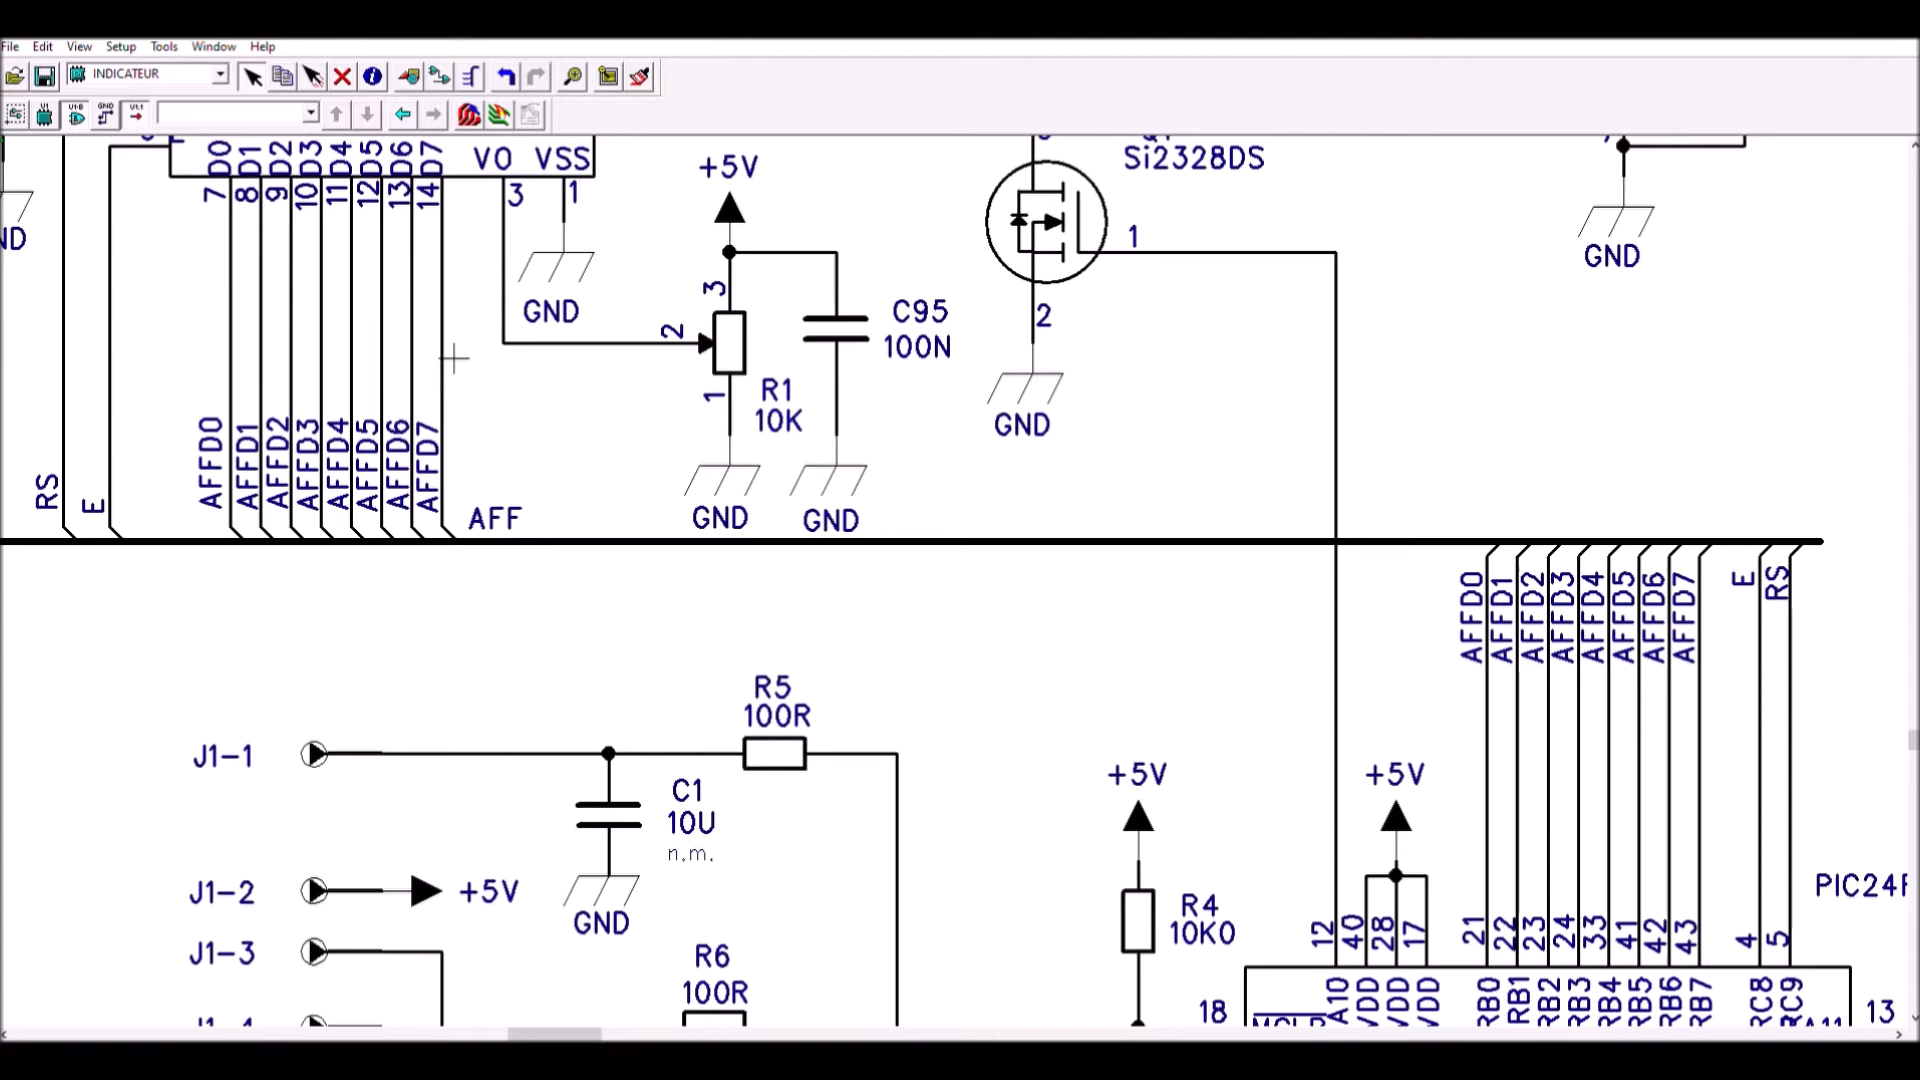 File Edit View Setup Tools Window Help
INDICATEUR
D0 D1 D2 D3 D4 D5 D6 D7 VO VSS
7 8 9 10 11 12 13 14 3 1
+5V
Si2328DS
1
GND
GND
3
2
1
C95
100N
R1
10K
2
GND
GND
GND
RS
E
AFFD0 AFFD1 AFFD2 AFFD3 AFFD4 AFFD5 AFFD6 AFFD7
AFF
AFFD0 AFFD1 AFFD2 AFFD3 AFFD4 AFFD5 AFFD6 AFFD7
E
RS
J1-1
R5
100R
C1
10U
n.m.
GND
J1-2
+5V
J1-3
R6
100R
+5V
R4
10K0
+5V
12 40 28 17
21 22 23 24 33 41 42 43
4 5
18
A10 VDD VDD VDD
RB0 RB1 RB2 RB3 RB4 RB5 RB6 RB7
RC8 RC9
13